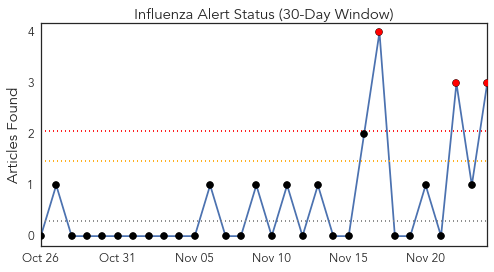 Influenza Alert Status (30-Day Window)
Articles Found
4
3
2
1
0
Oct 26 Oct 31 Nov 05 Nov 10 Nov 15 Nov 20